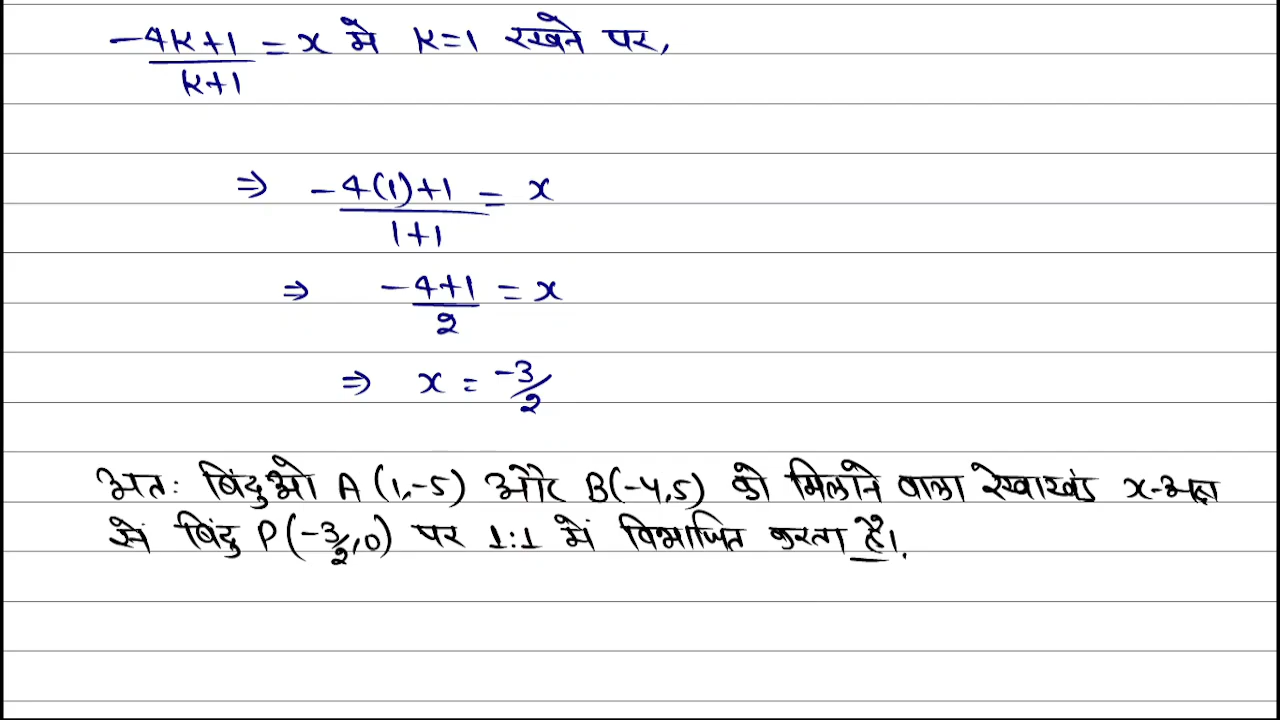 -4k+1/k+1 = x मे k=1 रखने पर,
⇒ -4(1)+1/1+1 = x
⇒ -4+1/2 = x
⇒ x = -3/2
अतः बिंदुओ A(1,-5) और B(-4,5) को मिलाने वाला रेखाखंड x-अक्ष
से बिंदु P(-3/2,0) पर 1:1 में विभाजित करता है।.